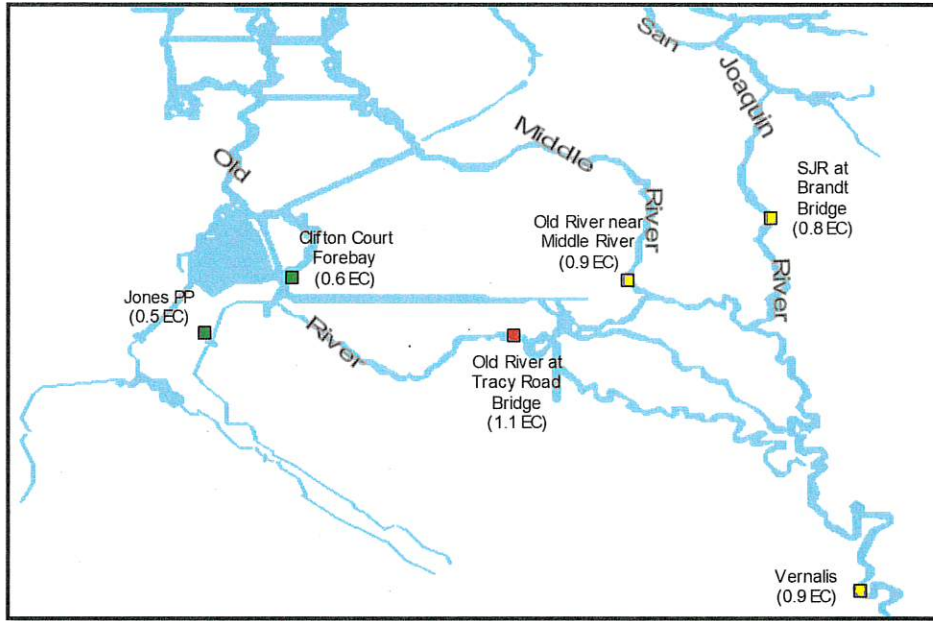 San
Joaquin
River
Middle
River
Old
River
SJR at
Brandt
Bridge
(0.8 EC)
Old River near
Middle River
(0.9 EC)
Clifton Court
Forebay
(0.6 EC)
Jones PP
(0.5 EC)
Old River at
Tracy Road
Bridge
(1.1 EC)
Vernalis
(0.9 EC)